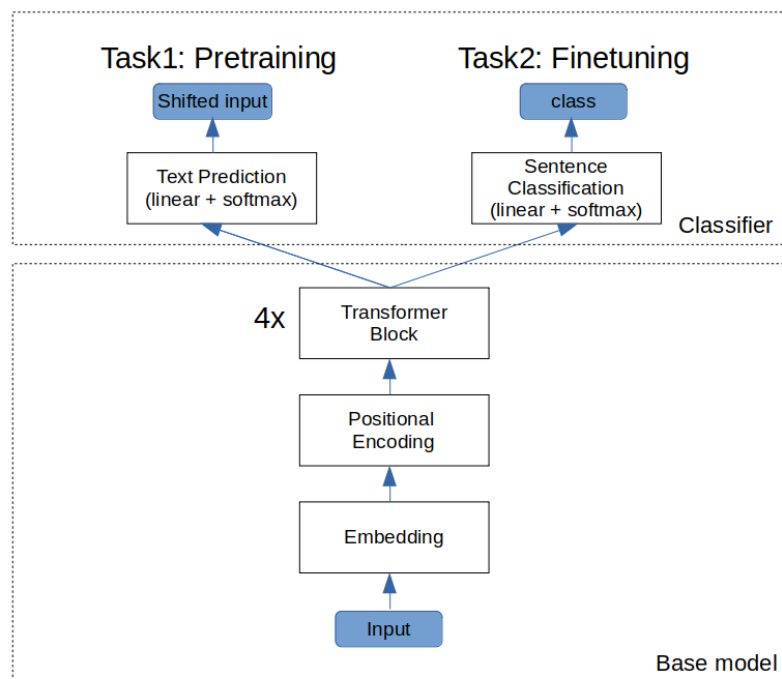 Task1: Pretraining
Task2: Finetuning
Shifted input
class
Text Prediction
(linear + softmax)
Sentence
Classification
(linear + softmax)
Classifier
4x
Transformer
Block
Positional
Encoding
Embedding
Input
Base model